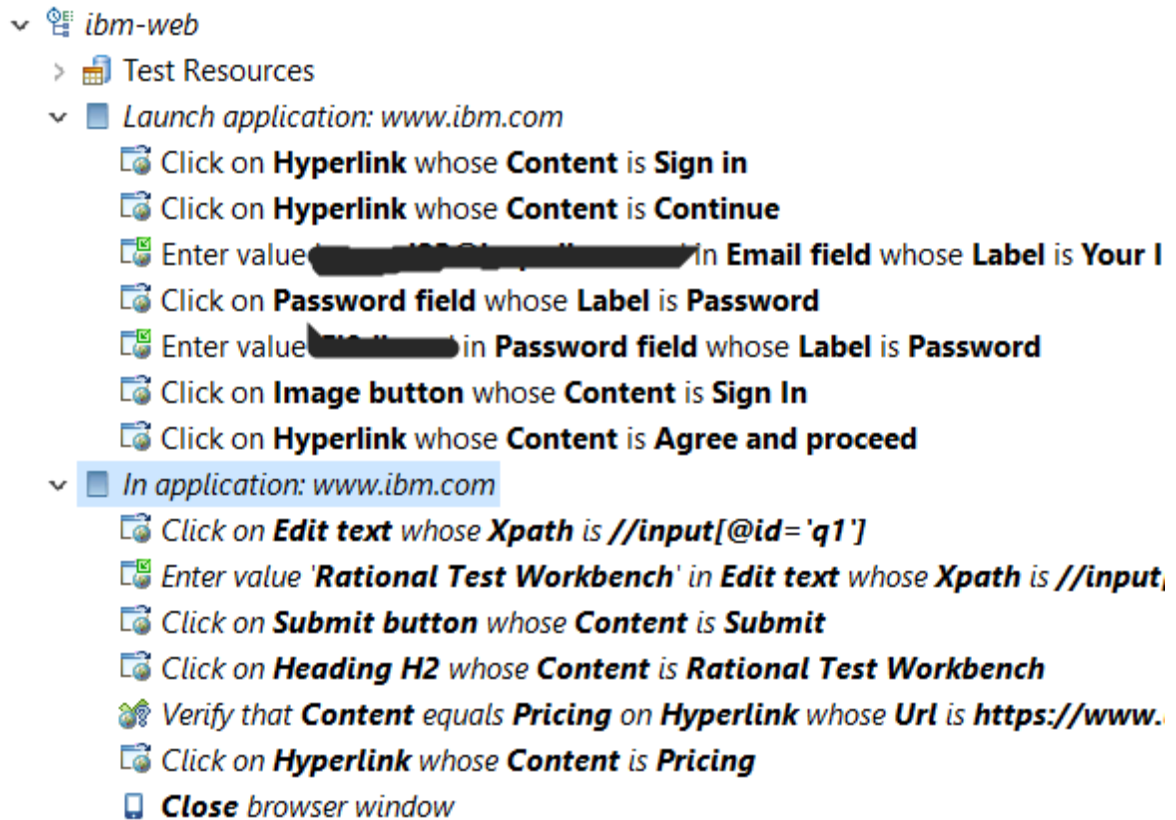 ibm-web
Test Resources
Launch application: www.ibm.com
Click on Hyperlink whose Content is Sign in
Click on Hyperlink whose Content is Continue
Enter value in Email field whose Label is Your I
Click on Password field whose Label is Password
Enter value in Password field whose Label is Password
Click on Image button whose Content is Sign In
Click on Hyperlink whose Content is Agree and proceed
In application: www.ibm.com
Click on Edit text whose Xpath is //input[@id='q1']
Enter value 'Rational Test Workbench' in Edit text whose Xpath is //input[
Click on Submit button whose Content is Submit
Click on Heading H2 whose Content is Rational Test Workbench
Verify that Content equals Pricing on Hyperlink whose Url is https://www.
Click on Hyperlink whose Content is Pricing
Close browser window